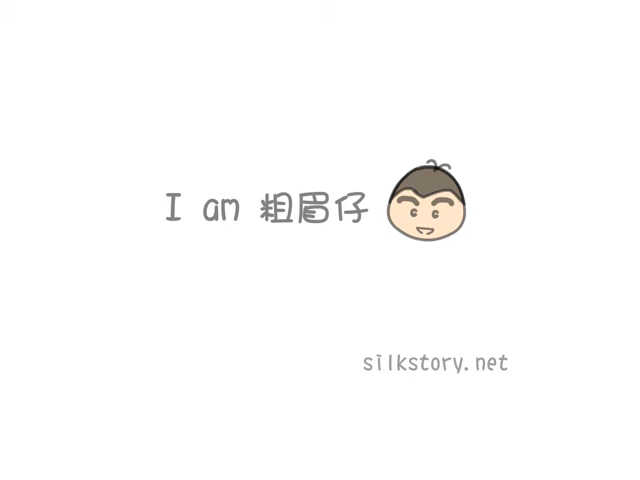 I am 粗眉仔
silkstory.net